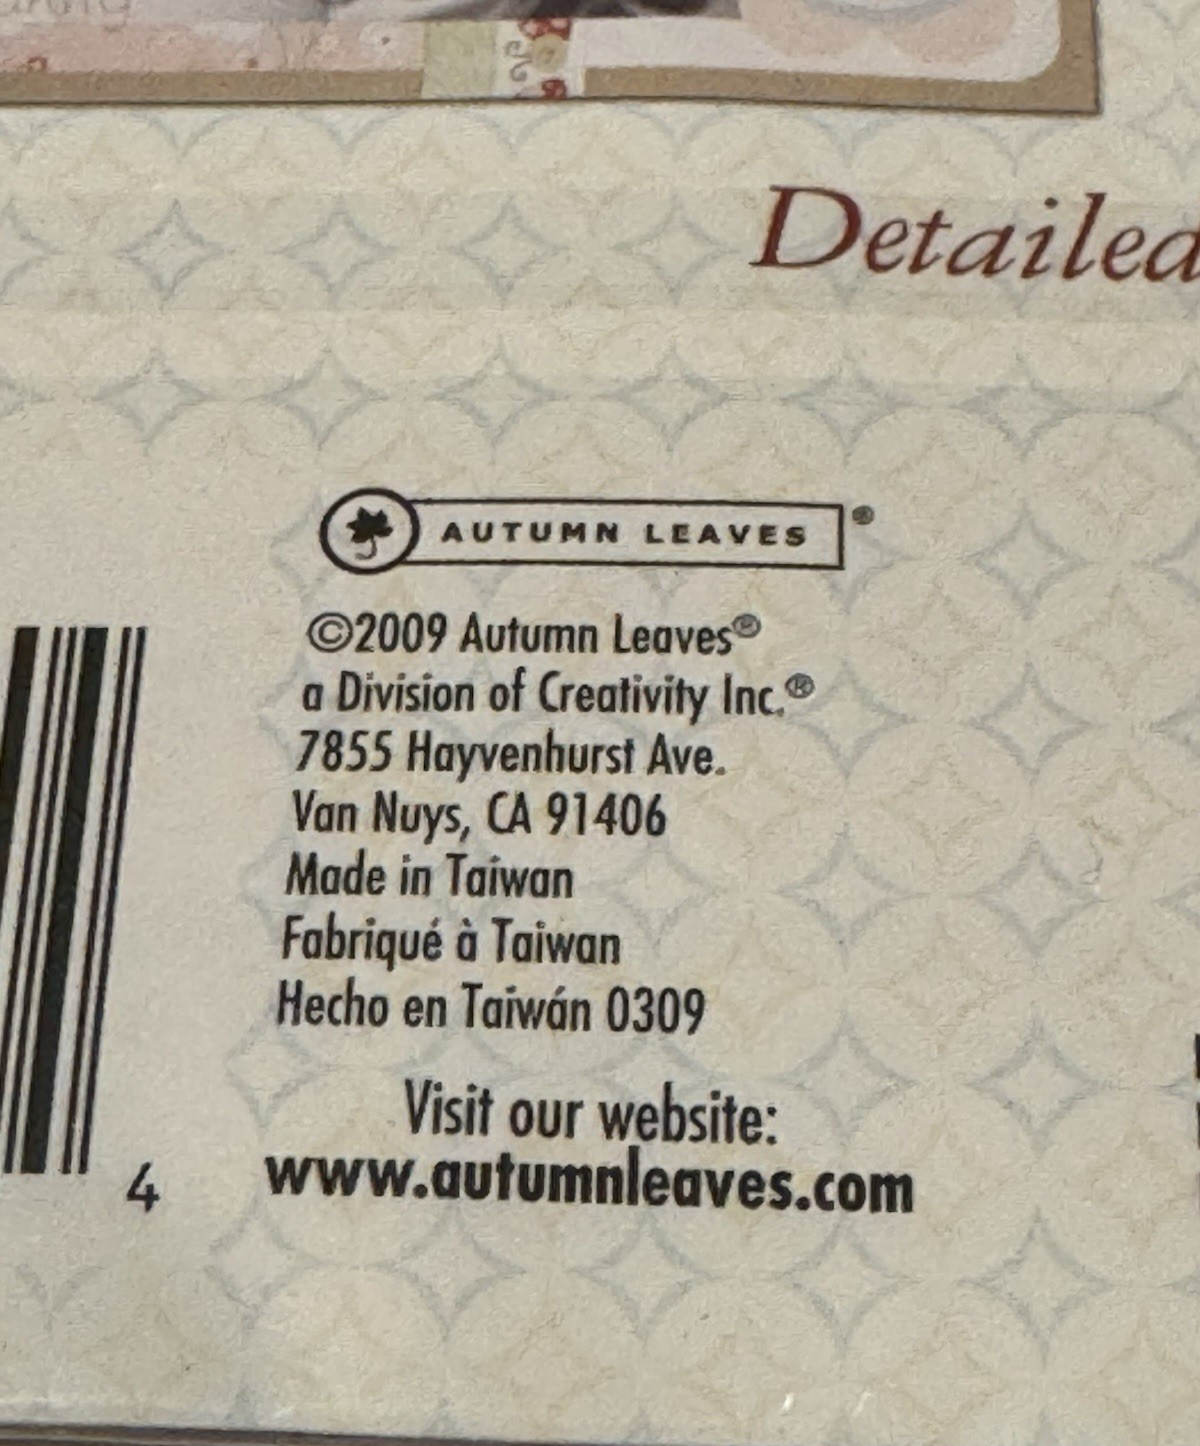 Detailed
AUTUMN LEAVES®
©2009 Autumn Leaves®
a Division of Creativity Inc.®
7855 Hayvenhurst Ave.
Van Nuys, CA 91406
Made in Taiwan
Fabriqué à Taiwan
Hecho en Taiwán 0309
4
Visit our website:
www.autumnleaves.com